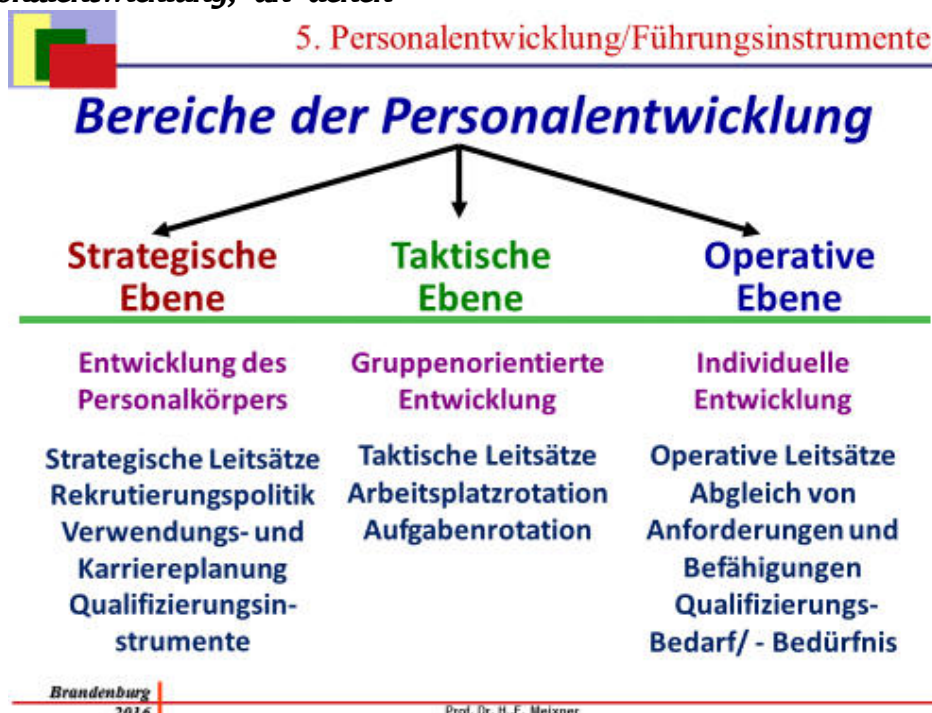 5. Personalentwicklung/Führungsinstrumente
Bereiche der Personalentwicklung
Strategische
Ebene
Taktische
Ebene
Operative
Ebene
Entwicklung des
Personalkörpers
Gruppenorientierte
Entwicklung
Individuelle
Entwicklung
Strategische Leitsätze
Rekrutierungspolitik
Verwendungs- und
Karriereplanung
Qualifizierungsin-
strumente
Taktische Leitsätze
Arbeitsplatzrotation
Aufgabenrotation
Operative Leitsätze
Abgleich von
Anforderungen und
Befähigungen
Qualifizierungs-
Bedarf/ - Bedürfnis
Brandenburg
2016
Prof. Dr. H. E. Meixner